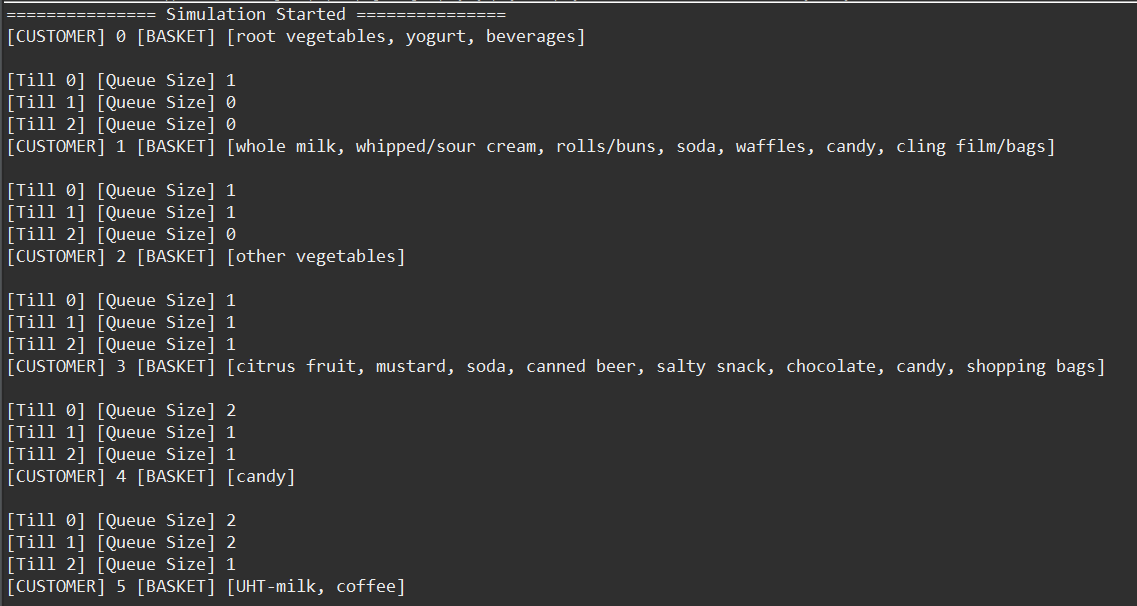 =============== Simulation Started ===============
[CUSTOMER] 0 [BASKET] [root vegetables, yogurt, beverages]
[Till 0] [Queue Size] 1
[Till 1] [Queue Size] 0
[Till 2] [Queue Size] 0
[CUSTOMER] 1 [BASKET] [whole milk, whipped/sour cream, rolls/buns, soda, waffles, candy, cling film/bags]
[Till 0] [Queue Size] 1
[Till 1] [Queue Size] 1
[Till 2] [Queue Size] 0
[CUSTOMER] 2 [BASKET] [other vegetables]
[Till 0] [Queue Size] 1
[Till 1] [Queue Size] 1
[Till 2] [Queue Size] 1
[CUSTOMER] 3 [BASKET] [citrus fruit, mustard, soda, canned beer, salty snack, chocolate, candy, shopping bags]
[Till 0] [Queue Size] 2
[Till 1] [Queue Size] 1
[Till 2] [Queue Size] 1
[CUSTOMER] 4 [BASKET] [candy]
[Till 0] [Queue Size] 2
[Till 1] [Queue Size] 2
[Till 2] [Queue Size] 1
[CUSTOMER] 5 [BASKET] [UHT-milk, coffee]